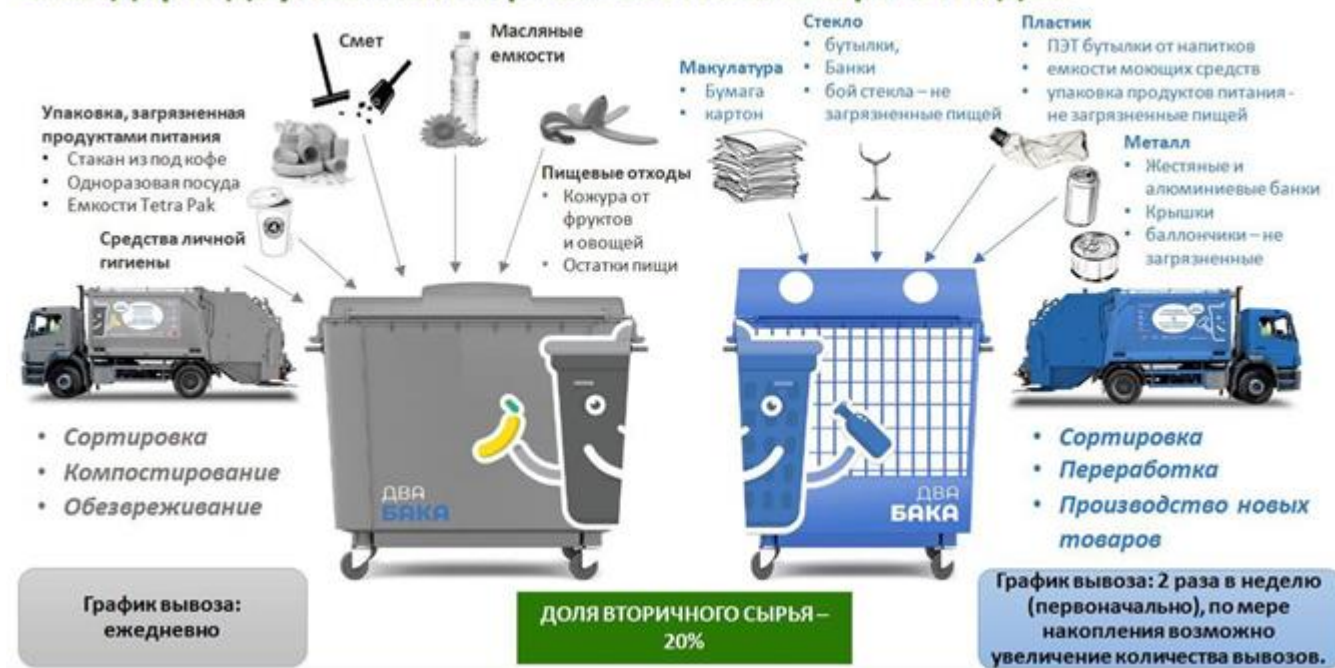 Смет
Масляные
емкости
Упаковка, загрязненная
продуктами питания
• Стакан из под кофе
• Одноразовая посуда
• Емкости Tetra Pak
Средства личной
гигиены
Пищевые отходы
• Кожура от
фруктов
и овощей
• Остатки пищи
Макулатура
• Бумага
• картон
Стекло
• бутылки,
• Банки
• бой стекла – не
загрязненные пищей
Пластик
• ПЭТ бутылки от напитков
• емкости моющих средств
• упаковка продуктов питания -
не загрязненные пищей
Металл
• Жестяные и
алюминиевые банки
• Крышки
• баллончики – не
загрязненные
• Сортировка
• Компостирование
• Обезвреживание
ДВА
БАКА
ДВА
БАКА
• Сортировка
• Переработка
• Производство новых
товаров
График вывоза:
ежедневно
ДОЛЯ ВТОРИЧНОГО СЫРЬЯ –
20%
График вывоза: 2 раза в неделю
(первоначально), по мере
накопления возможно
увеличение количества вывозов.